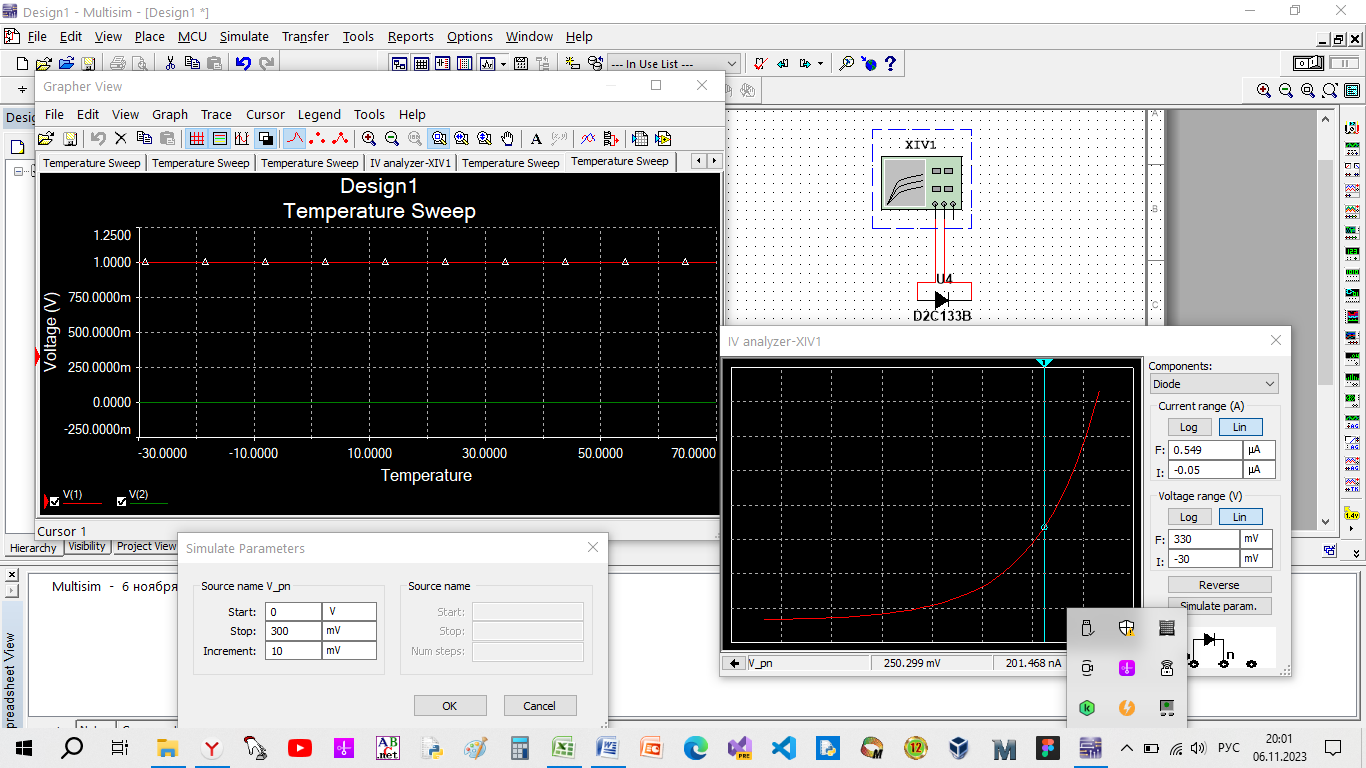 Design1 - Multisim - [Design1 *]
File Edit View Place MCU Simulate Transfer Tools Reports Options Window Help
--- In Use List ---
Grapher View
File Edit View Graph Trace Cursor Legend Tools Help
Temperature Sweep Temperature Sweep Temperature Sweep IV analyzer-XIV1 Temperature Sweep Temperature Sweep
Design1
Temperature Sweep
1.2500
1.0000
750.0000m
500.0000m
250.0000m
0.0000
-250.0000m
Voltage (V)
-30.0000 -10.0000 10.0000 30.0000 50.0000 70.0000
Temperature
V(1) V(2)
Cursor 1
Hierarchy Visibility Project View
XIV1
U4
D2C133B
A
B
C
IV analyzer-XIV1
1
Components:
Diode
Current range (A)
Log Lin
F: 0.549 µA
I: -0.05 µA
Voltage range (V)
Log Lin
F: 330 mV
I: -30 mV
Reverse
Simulate param.
n
V_pn 250.299 mV 201.468 nA
Simulate Parameters
Source name V_pn
Start: 0 V
Stop: 300 mV
Increment: 10 mV
Source name
Start:
Stop:
Num steps:
OK Cancel
Multisim - 6 ноября
РУС
20:01
06.11.2023